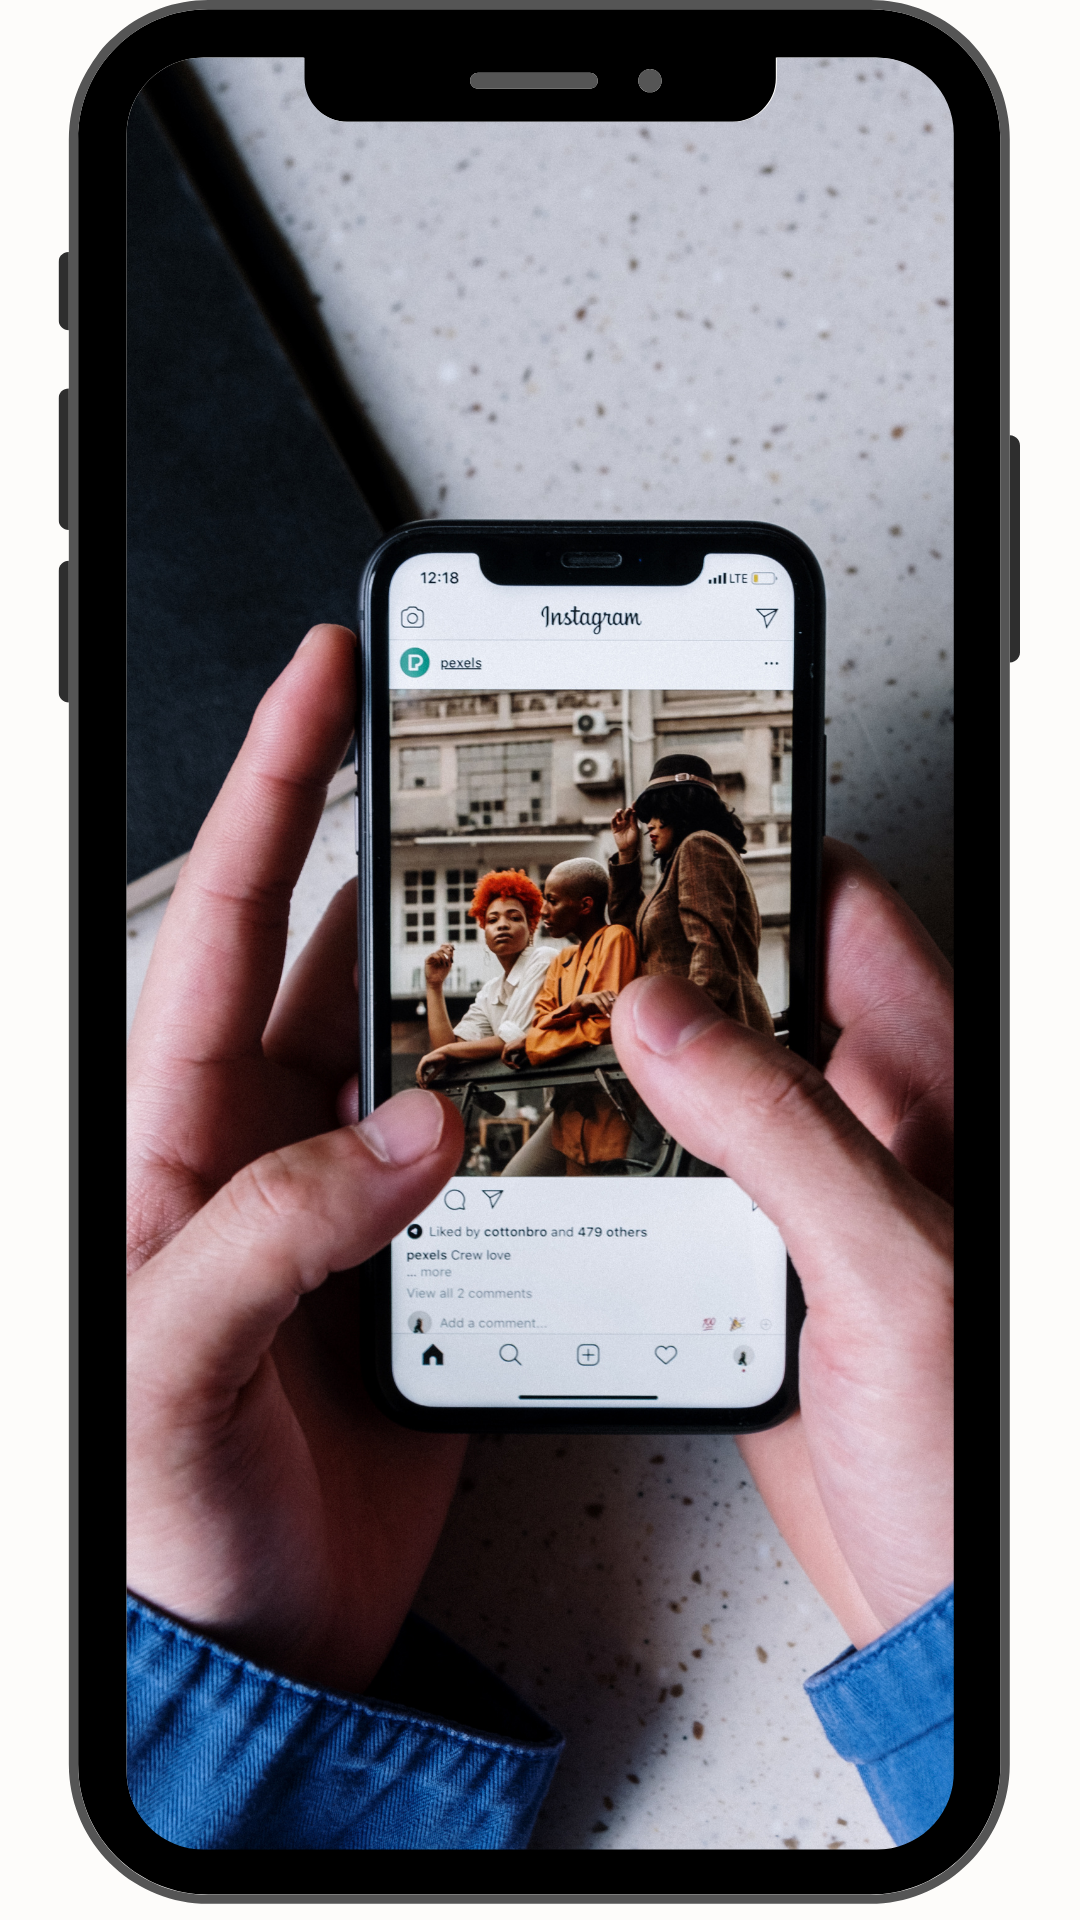 12:18 LTE
Instagram
pexels
Liked by cottonbro and 479 others
pexels Crew love
... more
View all 2 comments
Add a comment...